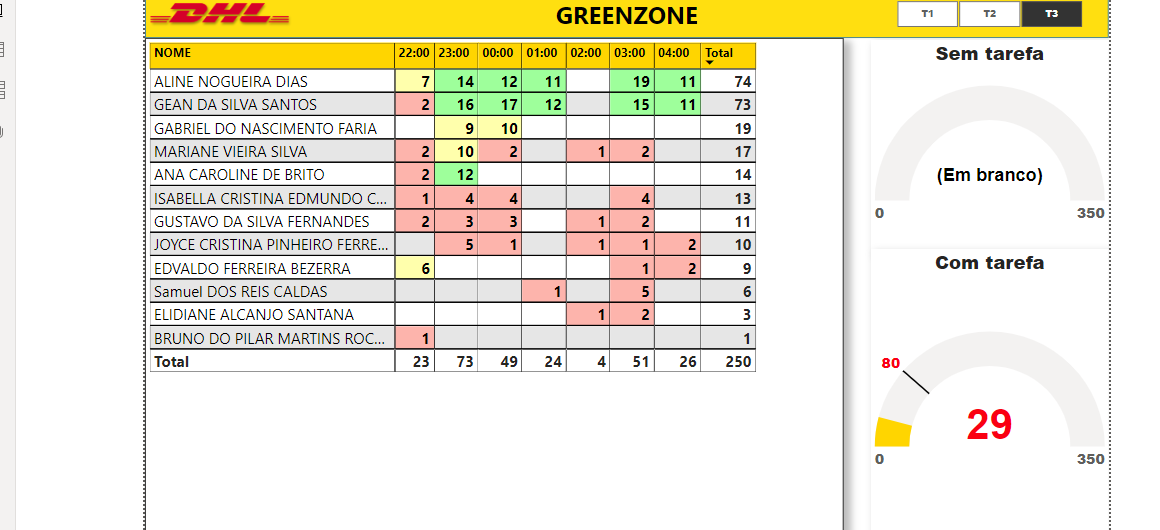 DHL
GREENZONE
T1 T2 T3
NOME 22:00 23:00 00:00 01:00 02:00 03:00 04:00 Total
ALINE NOGUEIRA DIAS 7 14 12 11 19 11 74
GEAN DA SILVA SANTOS 2 16 17 12 15 11 73
GABRIEL DO NASCIMENTO FARIA 9 10 19
MARIANE VIEIRA SILVA 2 10 2 1 2 17
ANA CAROLINE DE BRITO 2 12 14
ISABELLA CRISTINA EDMUNDO C... 1 4 4 4 13
GUSTAVO DA SILVA FERNANDES 2 3 3 1 2 11
JOYCE CRISTINA PINHEIRO FERRE... 5 1 1 1 2 10
EDVALDO FERREIRA BEZERRA 6 1 2 9
Samuel DOS REIS CALDAS 1 5 6
ELIDIANE ALCANJO SANTANA 1 2 3
BRUNO DO PILAR MARTINS ROC... 1 1
Total 23 73 49 24 4 51 26 250
Sem tarefa
(Em branco)
0 350
Com tarefa
80
29
0 350